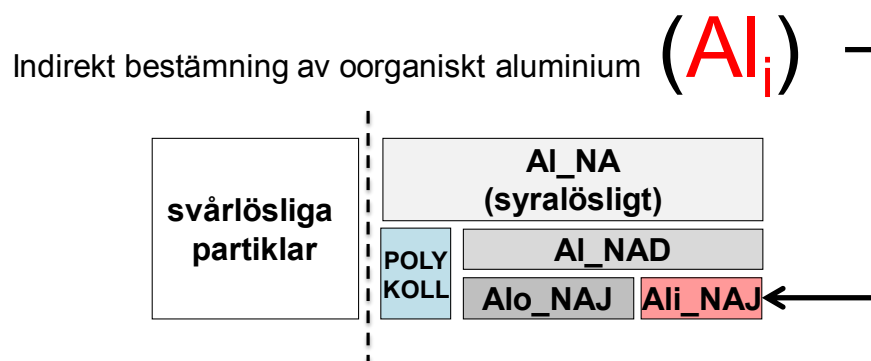 Indirekt bestämning av oorganiskt aluminium (Ali)
svårlösliga
partiklar
Al_NA
(syralösligt)
POLY
KOLL
Al_NAD
Alo_NAJ
Ali_NAJ